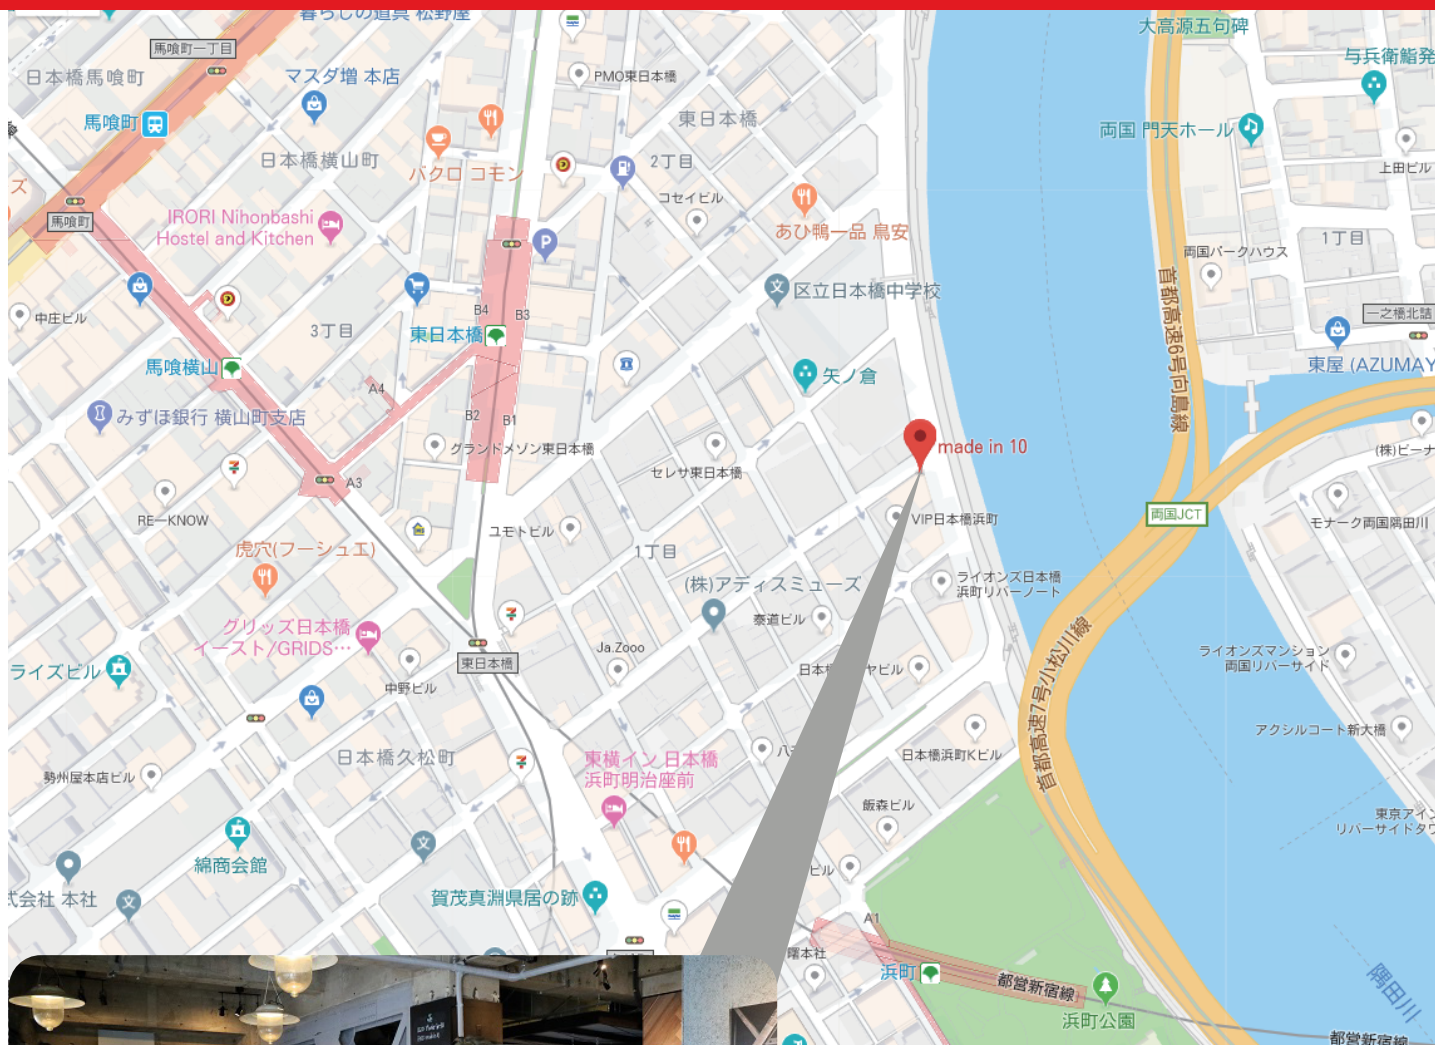 暮らしの道具 松野屋
大高源五句碑
馬喰町一丁目
与兵衛鮨発
日本橋馬喰町
マスダ増 本店
PMO東日本橋
馬喰町
東日本橋
両国 門天ホール
日本橋横山町
2丁目
バクロ コモン
上田ビル
ズ
コセイビル
馬喰町
IRORI Nihonbashi
Hostel and Kitchen
あひ鴨一品 鳥安
1丁目
両国パークハウス
P
区立日本橋中学校
文
中庄ビル
B4
B3
一之橋北詰
3丁目
東日本橋
首都高速6号向島線
馬喰横山
矢ノ倉
東屋 (AZUMAY
A4
みずほ銀行 横山町支店
B2
B1
グランドメゾン東日本橋
made in 10
(株)ピーナ
セレサ東日本橋
A3
RE—KNOW
ユモトビル
VIP日本橋浜町
両国JCT
モナーク両国隅田川
虎穴(フーシュエ)
1丁目
(株)アディスミューズ
ライオンズ日本橋
浜町リバーノート
グリッズ日本橋
イースト/GRIDS…
泰道ビル
Ja.Zooo
東日本橋
ライズビル
中野ビル
日本橋
ヤビル
首都高速7号小松川線
ライオンズマンション
両国リバーサイド
アクシルコート新大橋
日本橋久松町
東横イン 日本橋
浜町明治座前
日本橋浜町Kビル
勢州屋本店ビル
飯森ビル
東京アイ
リバーサイドタワ
綿商会館
文
ビル
式会社 本社
文
賀茂真淵県居の跡
A1
曙本社
浜町
都営新宿線
隅田川
浜町公園
都営新宿線